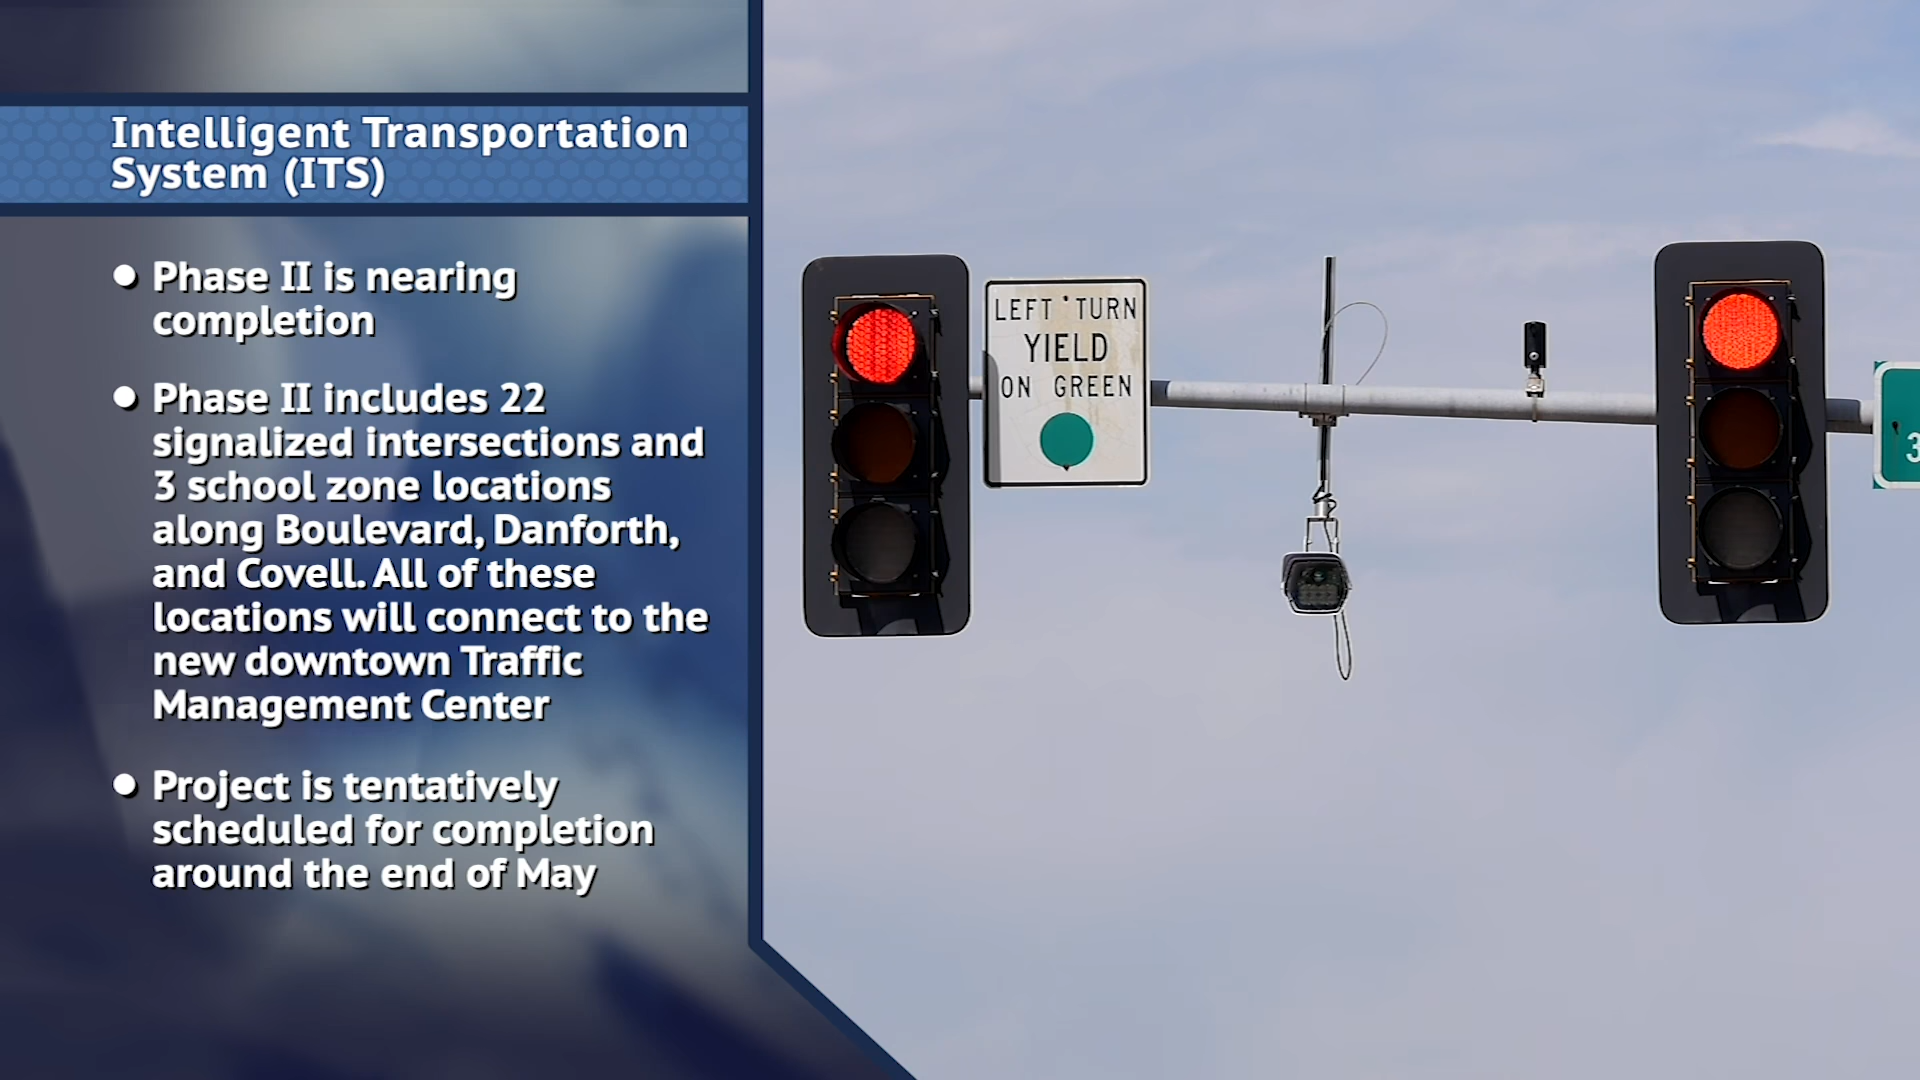 Intelligent Transportation
System (ITS)
• Phase II is nearing
completion
• Phase II includes 22
signalized intersections and
3 school zone locations
along Boulevard, Danforth,
and Covell. All of these
locations will connect to the
new downtown Traffic
Management Center
• Project is tentatively
scheduled for completion
around the end of May
LEFT TURN
YIELD
ON GREEN
3